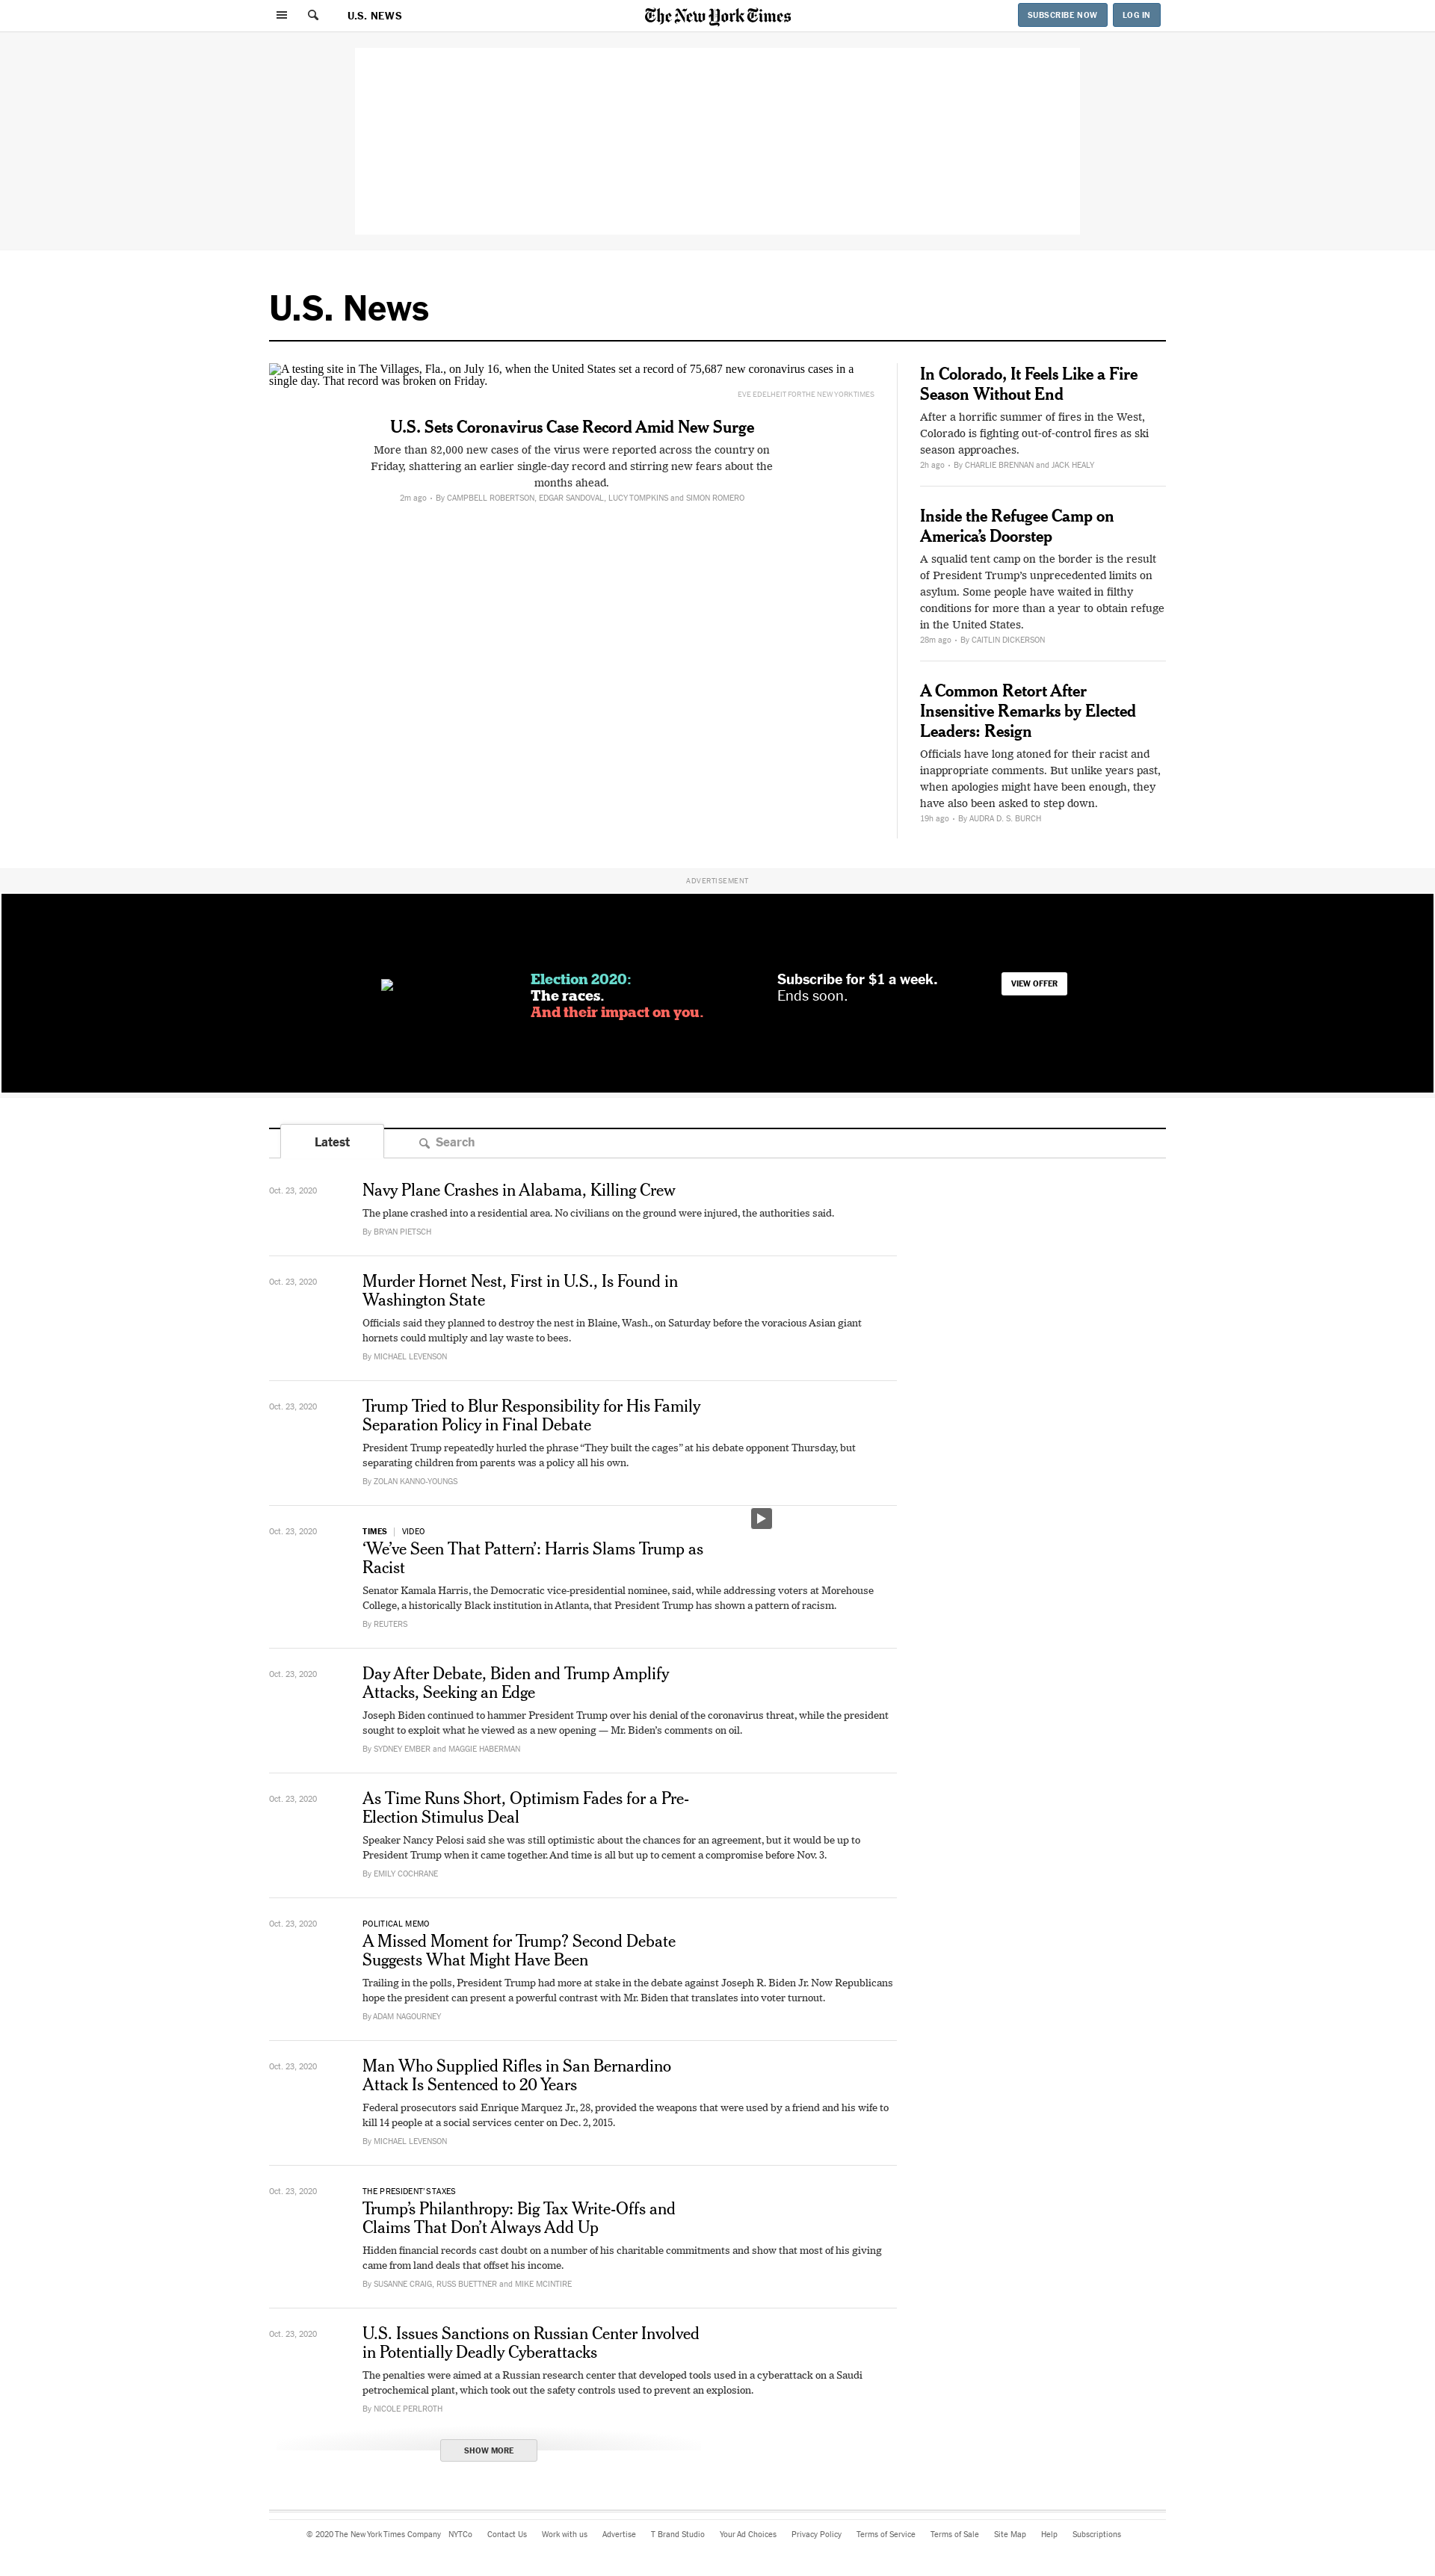 U.S. NEWS
The New York Times
SUBSCRIBE NOW
LOG IN
U.S. News
A testing site in The Villages, Fla., on July 16, when the United States set a record of 75,687 new coronavirus cases in a
single day. That record was broken on Friday.
EVE EDELHEIT FOR THE NEW YORK TIMES
U.S. Sets Coronavirus Case Record Amid New Surge
More than 82,000 new cases of the virus were reported across the country on
Friday, shattering an earlier single-day record and stirring new fears about the
months ahead.
2m ago • By CAMPBELL ROBERTSON, EDGAR SANDOVAL, LUCY TOMPKINS and SIMON ROMERO
In Colorado, It Feels Like a Fire
Season Without End
After a horrific summer of fires in the West,
Colorado is fighting out-of-control fires as ski
season approaches.
2h ago • By CHARLIE BRENNAN and JACK HEALY
Inside the Refugee Camp on
America’s Doorstep
A squalid tent camp on the border is the result
of President Trump’s unprecedented limits on
asylum. Some people have waited in filthy
conditions for more than a year to obtain refuge
in the United States.
28m ago • By CAITLIN DICKERSON
A Common Retort After
Insensitive Remarks by Elected
Leaders: Resign
Officials have long atoned for their racist and
inappropriate comments. But unlike years past,
when apologies might have been enough, they
have also been asked to step down.
19h ago • By AUDRA D. S. BURCH
ADVERTISEMENT
Election 2020:
The races.
And their impact on you.
Subscribe for $1 a week.
Ends soon.
VIEW OFFER
Latest
Search
Oct. 23, 2020
Navy Plane Crashes in Alabama, Killing Crew
The plane crashed into a residential area. No civilians on the ground were injured, the authorities said.
By BRYAN PIETSCH
Oct. 23, 2020
Murder Hornet Nest, First in U.S., Is Found in
Washington State
Officials said they planned to destroy the nest in Blaine, Wash., on Saturday before the voracious Asian giant
hornets could multiply and lay waste to bees.
By MICHAEL LEVENSON
Oct. 23, 2020
Trump Tried to Blur Responsibility for His Family
Separation Policy in Final Debate
President Trump repeatedly hurled the phrase “They built the cages” at his debate opponent Thursday, but
separating children from parents was a policy all his own.
By ZOLAN KANNO-YOUNGS
Oct. 23, 2020
TIMES | VIDEO
‘We’ve Seen That Pattern’: Harris Slams Trump as
Racist
Senator Kamala Harris, the Democratic vice-presidential nominee, said, while addressing voters at Morehouse
College, a historically Black institution in Atlanta, that President Trump has shown a pattern of racism.
By REUTERS
Oct. 23, 2020
Day After Debate, Biden and Trump Amplify
Attacks, Seeking an Edge
Joseph Biden continued to hammer President Trump over his denial of the coronavirus threat, while the president
sought to exploit what he viewed as a new opening — Mr. Biden’s comments on oil.
By SYDNEY EMBER and MAGGIE HABERMAN
Oct. 23, 2020
As Time Runs Short, Optimism Fades for a Pre-
Election Stimulus Deal
Speaker Nancy Pelosi said she was still optimistic about the chances for an agreement, but it would be up to
President Trump when it came together. And time is all but up to cement a compromise before Nov. 3.
By EMILY COCHRANE
Oct. 23, 2020
POLITICAL MEMO
A Missed Moment for Trump? Second Debate
Suggests What Might Have Been
Trailing in the polls, President Trump had more at stake in the debate against Joseph R. Biden Jr. Now Republicans
hope the president can present a powerful contrast with Mr. Biden that translates into voter turnout.
By ADAM NAGOURNEY
Oct. 23, 2020
Man Who Supplied Rifles in San Bernardino
Attack Is Sentenced to 20 Years
Federal prosecutors said Enrique Marquez Jr., 28, provided the weapons that were used by a friend and his wife to
kill 14 people at a social services center on Dec. 2, 2015.
By MICHAEL LEVENSON
Oct. 23, 2020
THE PRESIDENT’S TAXES
Trump’s Philanthropy: Big Tax Write-Offs and
Claims That Don’t Always Add Up
Hidden financial records cast doubt on a number of his charitable commitments and show that most of his giving
came from land deals that offset his income.
By SUSANNE CRAIG, RUSS BUETTNER and MIKE MCINTIRE
Oct. 23, 2020
U.S. Issues Sanctions on Russian Center Involved
in Potentially Deadly Cyberattacks
The penalties were aimed at a Russian research center that developed tools used in a cyberattack on a Saudi
petrochemical plant, which took out the safety controls used to prevent an explosion.
By NICOLE PERLROTH
SHOW MORE
© 2020 The New York Times Company NYTCo Contact Us Work with us Advertise T Brand Studio Your Ad Choices Privacy Policy Terms of Service Terms of Sale Site Map Help Subscriptions